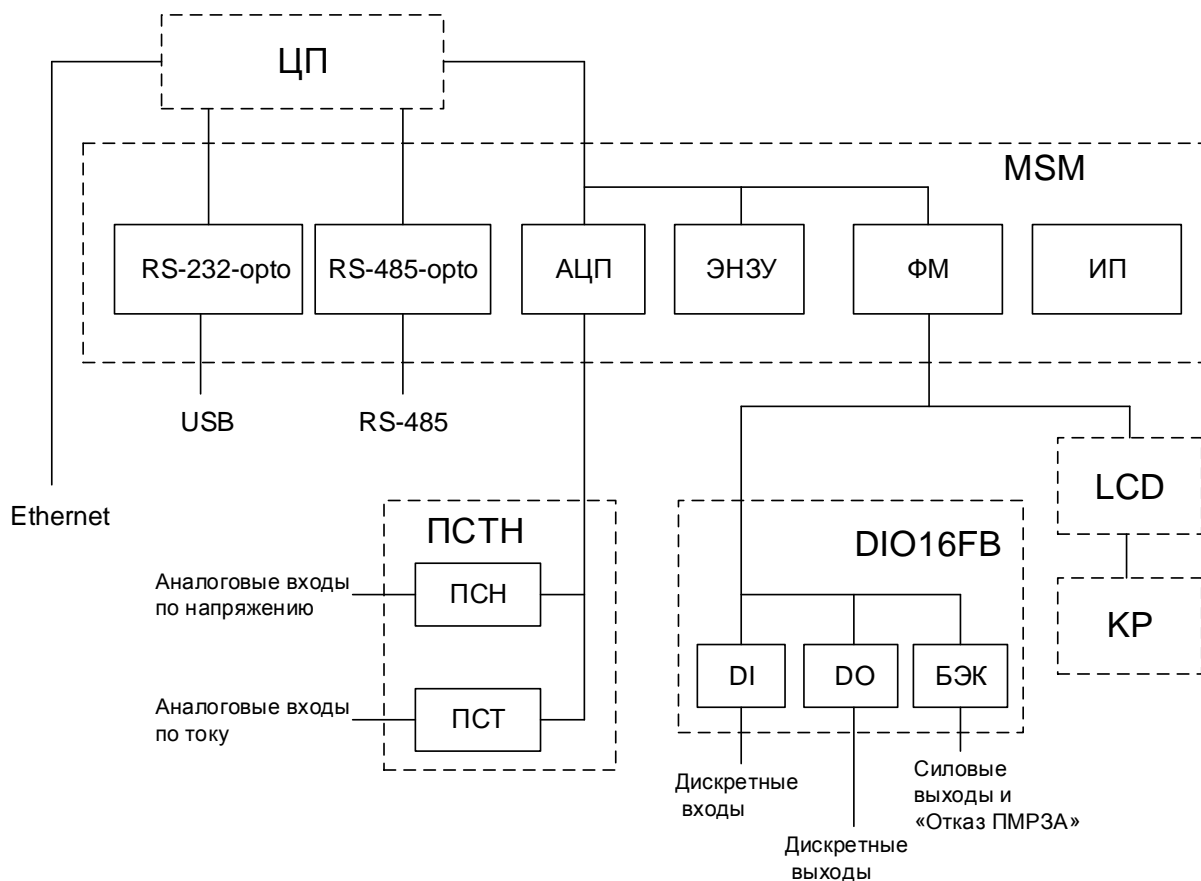 ЦП
MSM
RS-232-opto
RS-485-opto
АЦП
ЭНЗУ
ФМ
ИП
USB
RS-485
Ethernet
LCD
KP
ПСТН
Аналоговые входы
по напряжению
ПСН
Аналоговые входы
по току
ПСТ
DIO16FB
DI
DO
БЭК
Дискретные
входы
Дискретные
выходы
Силовые
выходы и
«Отказ ПМРЗА»